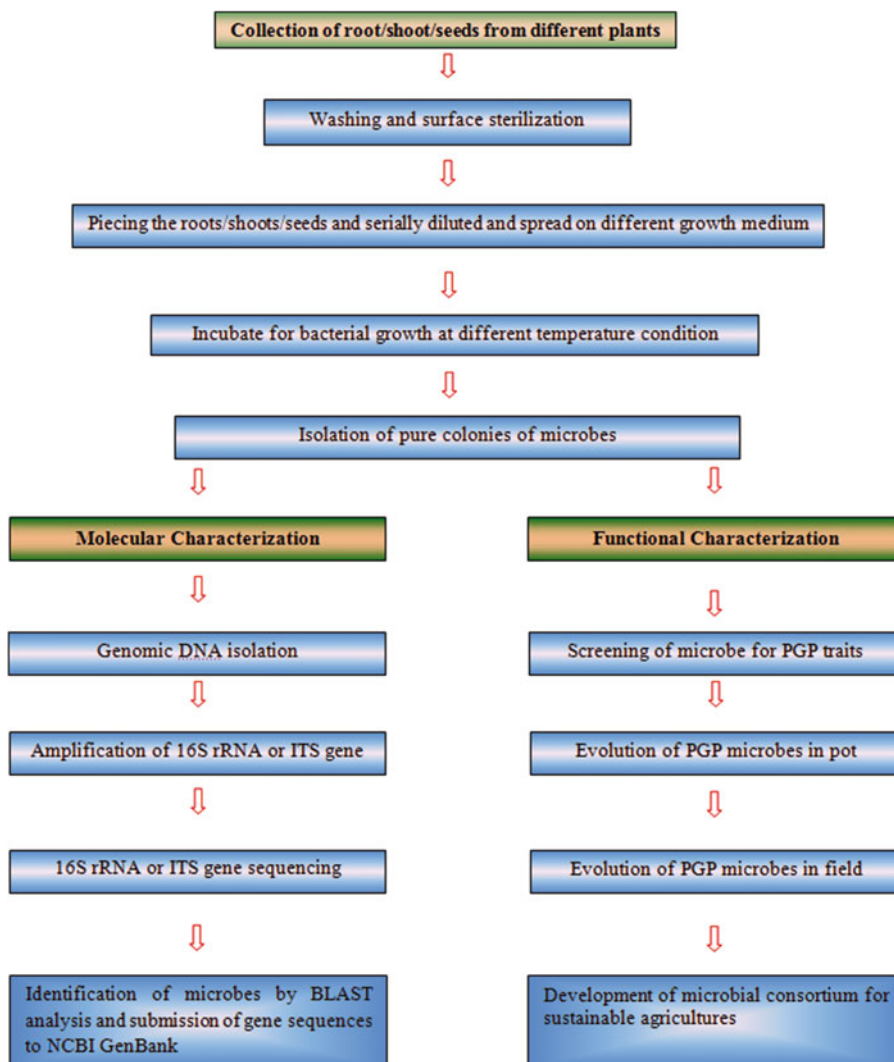 Collection of root/shoot/seeds from different plants
Washing and surface sterilization
Piecing the roots/shoots/seeds and serially diluted and spread on different growth medium
Incubate for bacterial growth at different temperature condition
Isolation of pure colonies of microbes
Molecular Characterization
Genomic DNA isolation
Amplification of 16S rRNA or ITS gene
16S rRNA or ITS gene sequencing
Identification of microbes by BLAST
analysis and submission of gene sequences
to NCBI GenBank
Functional Characterization
Screening of microbe for PGP traits
Evolution of PGP microbes in pot
Evolution of PGP microbes in field
Development of microbial consortium for
sustainable agricultures